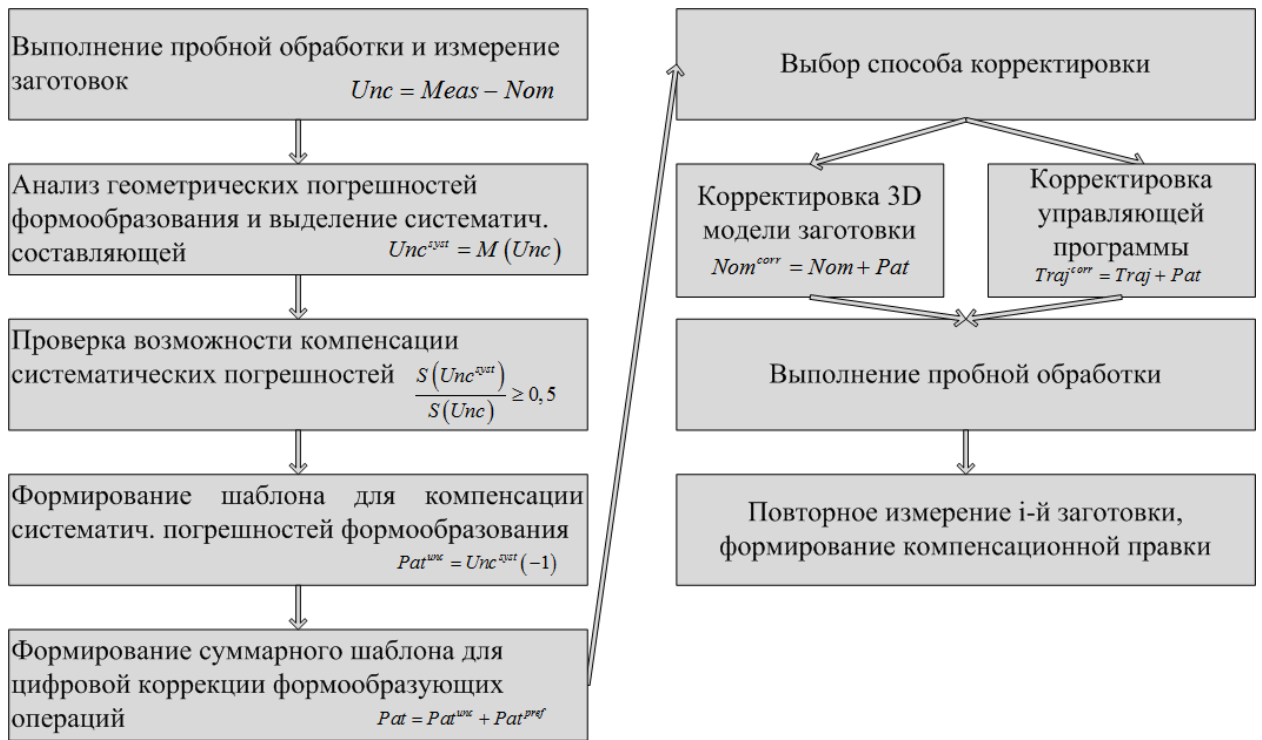 Выполнение пробной обработки и измерение
заготовок
Unc = Meas − Nom
Анализ геометрических погрешностей
формообразования и выделение систематич.
составляющей
Unc^{syst} = M (Unc)
Проверка возможности компенсации
систематических погрешностей
S(Unc^{syst}) / S(Unc) ≥ 0,5
Формирование шаблона для компенсации
систематич. погрешностей формообразования
Pat^{unc} = Unc^{syst} (−1)
Формирование суммарного шаблона для
цифровой коррекции формообразующих
операций
Pat = Pat^{unc} + Pat^{pref}
Выбор способа корректировки
Корректировка 3D
модели заготовки
Nom^{corr} = Nom + Pat
Корректировка
управляющей
программы
Traj^{corr} = Traj + Pat
Выполнение пробной обработки
Повторное измерение i-й заготовки,
формирование компенсационной правки